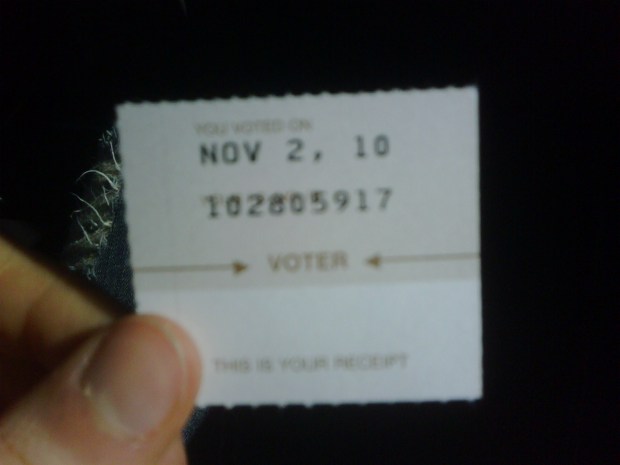 YOU VOTED ON
NOV 2, 10
102805917
VOTER
THIS IS YOUR RECEIPT